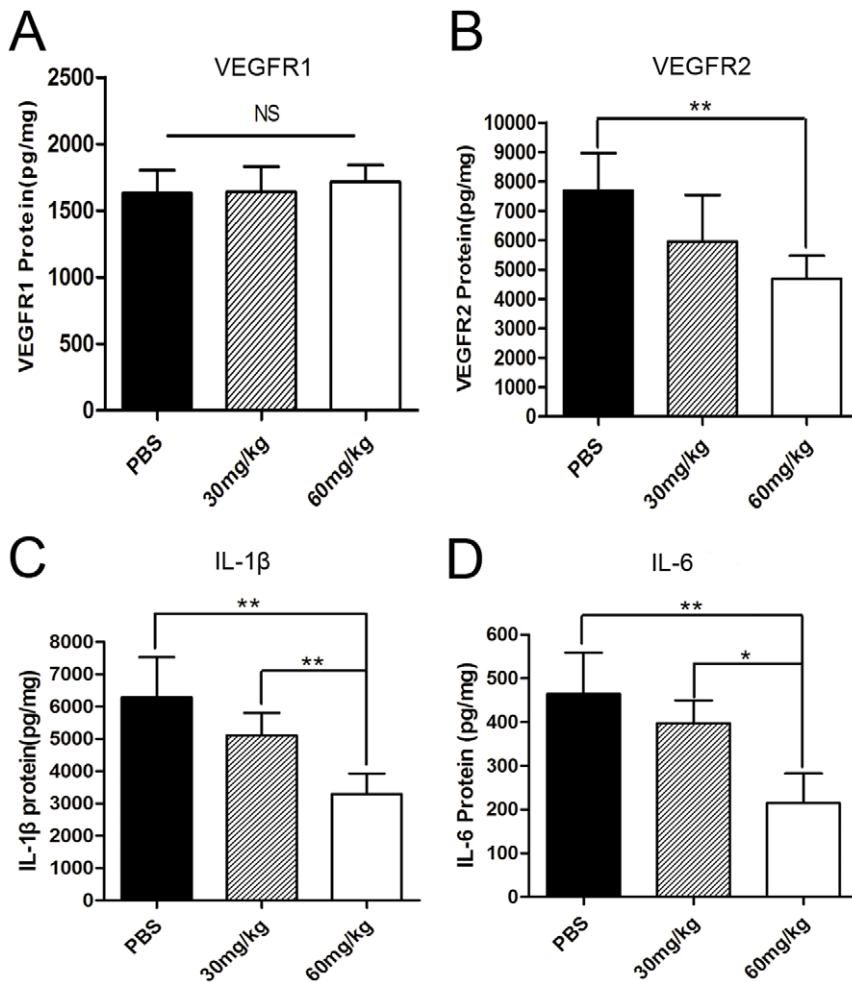 A
VEGFR1
VEGFR1 Protein(pg/mg)
2500
2000
1500
1000
500
0
NS
PBS
30mg/kg
60mg/kg
B
VEGFR2
VEGFR2 Protein(pg/mg)
10000
9000
8000
7000
6000
5000
4000
3000
2000
1000
0
**
PBS
30mg/kg
60mg/kg
C
IL-1β
IL-1β protein(pg/mg)
8000
7000
6000
5000
4000
3000
2000
1000
0
**
**
PBS
30mg/kg
60mg/kg
D
IL-6
IL-6 Protein (pg/mg)
600
500
400
300
200
100
0
**
*
PBS
30mg/kg
60mg/kg